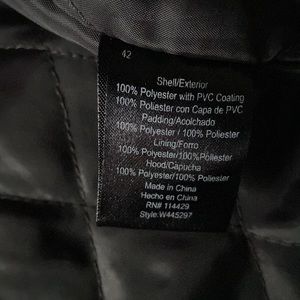 42
Shell/Exterior
100% Polyester with PVC Coating
100% Polyester con Capa de PVC
Padding/Acolchado
100% Polyester / 100% Poliester
Lining/Forro
100% Polyester/100%Poliester
Hood/Capucha
100% Polyester/100% Poliester
Made in China
Hecho en China
RN# 114429
Style:W445297